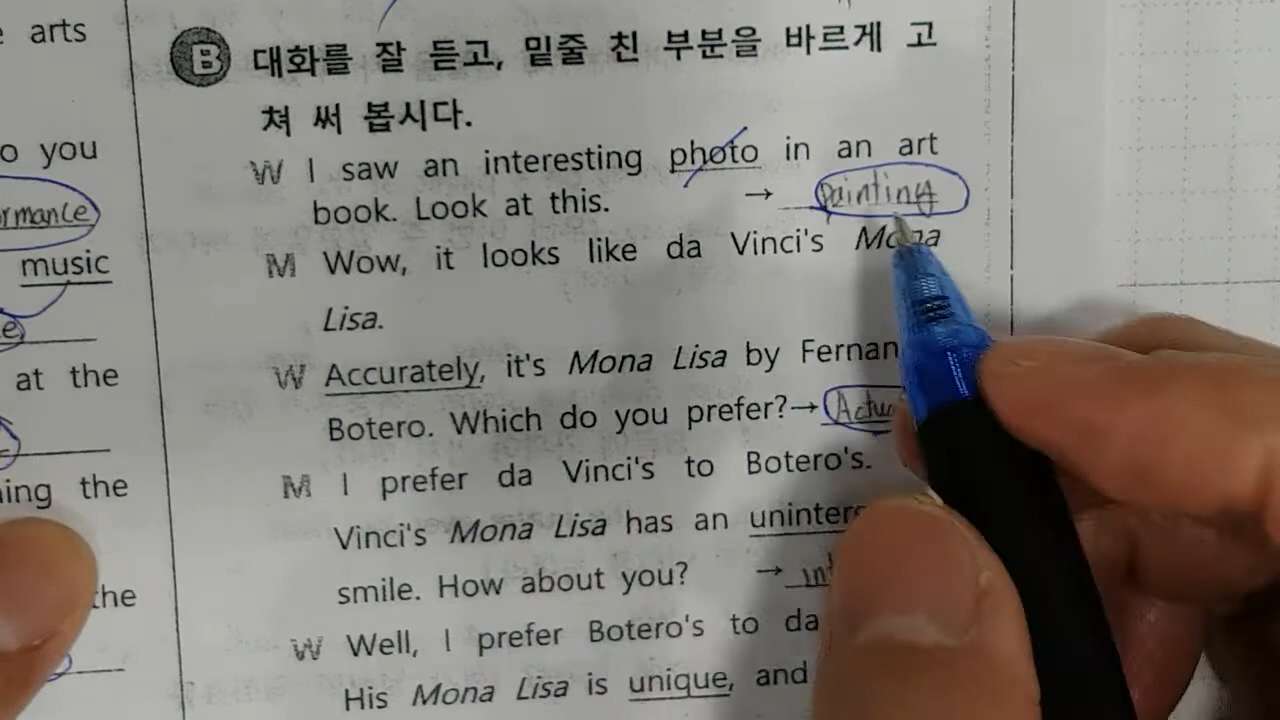 e arts
o you
rmance
music
e
at the
ing the
the
B 대화를 잘 듣고, 밑줄 친 부분을 바르게 고
쳐 써 봅시다.
W I saw an interesting photo in an art
book. Look at this. → painting
M Wow, it looks like da Vinci's Mona
Lisa.
W Accurately, it's Mona Lisa by Fernan
Botero. Which do you prefer? → Actu
M I prefer da Vinci's to Botero's.
Vinci's Mona Lisa has an uninteres
smile. How about you? → int
W Well, I prefer Botero's to da
His Mona Lisa is unique, and